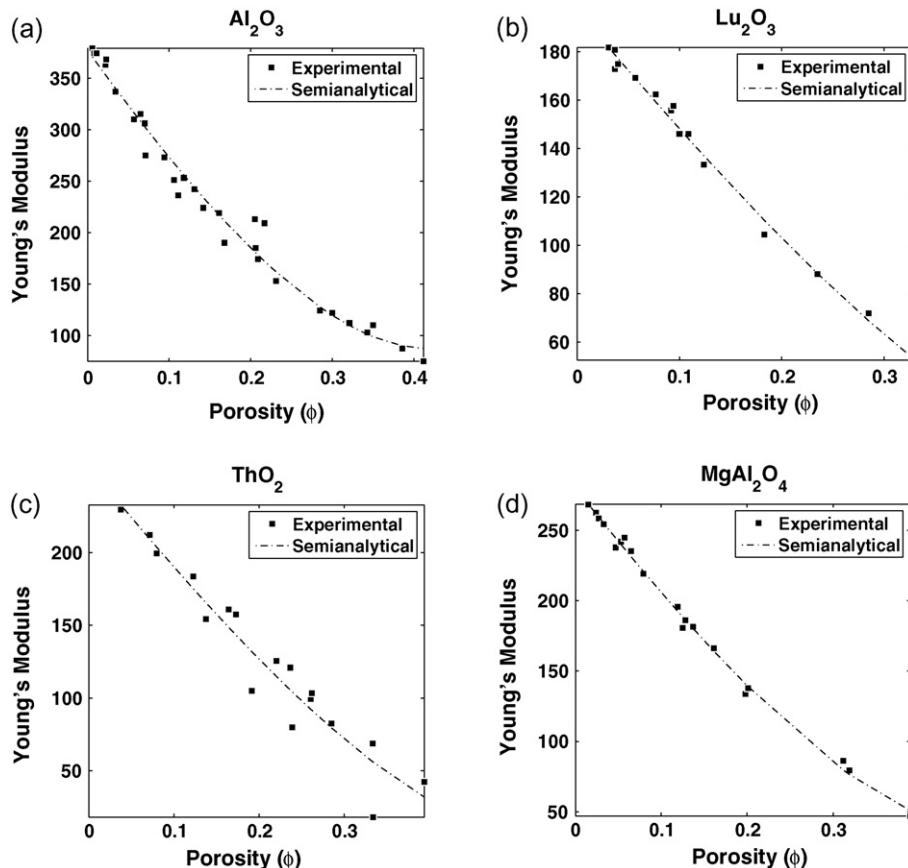 (a)
Al₂O₃
Experimental
Semianalytical
350
300
250
200
150
100
0 0.1 0.2 0.3 0.4
Young's Modulus
Porosity (ϕ)
(b)
Lu₂O₃
Experimental
Semianalytical
180
160
140
120
100
80
60
0 0.1 0.2 0.3
Young's Modulus
Porosity (ϕ)
(c)
ThO₂
Experimental
Semianalytical
200
150
100
50
0 0.1 0.2 0.3
Young's Modulus
Porosity (ϕ)
(d)
MgAl₂O₄
Experimental
Semianalytical
250
200
150
100
50
0 0.1 0.2 0.3
Young's Modulus
Porosity (ϕ)